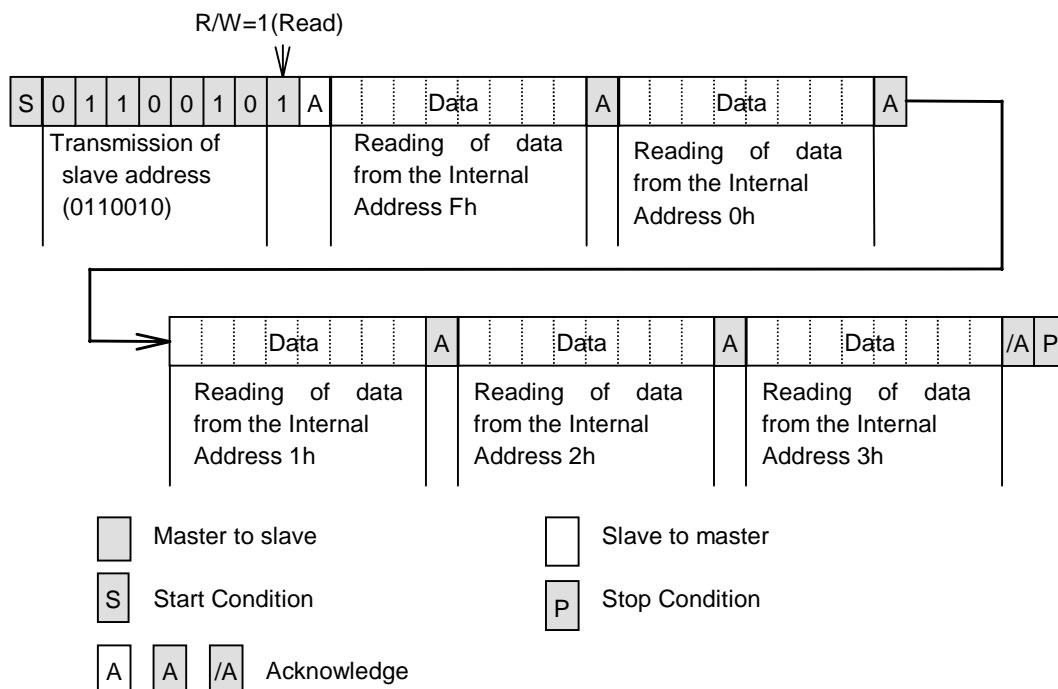 R/W=1(Read)
S 0 1 1 0 0 1 0 1 A Data A Data A
Transmission of
slave address
(0110010)
Reading of data
from the Internal
Address Fh
Reading of data
from the Internal
Address 0h
Data A Data A Data /A P
Reading of data
from the Internal
Address 1h
Reading of data
from the Internal
Address 2h
Reading of data
from the Internal
Address 3h
Master to slave
Slave to master
S Start Condition
P Stop Condition
A A /A Acknowledge